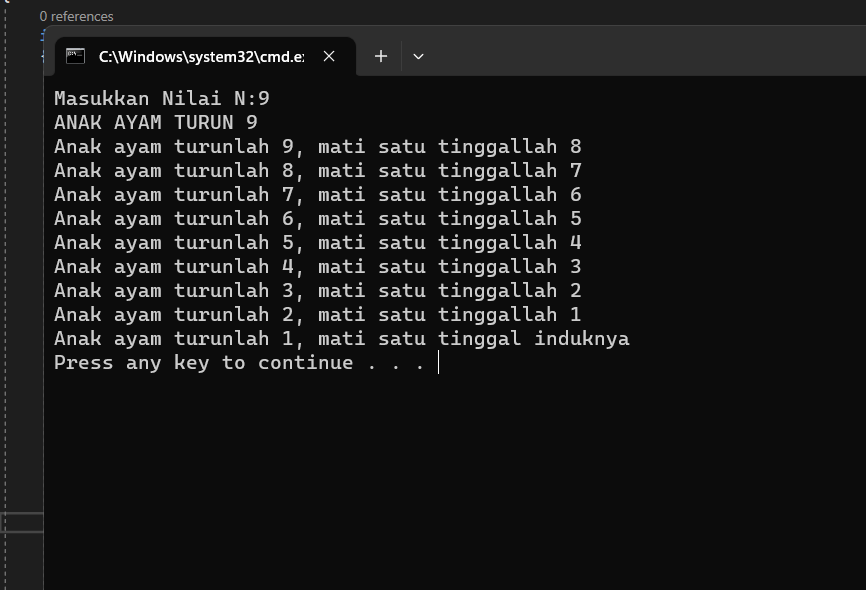 0 references
C:\Windows\system32\cmd.e
Masukkan Nilai N:9
ANAK AYAM TURUN 9
Anak ayam turunlah 9, mati satu tinggallah 8
Anak ayam turunlah 8, mati satu tinggallah 7
Anak ayam turunlah 7, mati satu tinggallah 6
Anak ayam turunlah 6, mati satu tinggallah 5
Anak ayam turunlah 5, mati satu tinggallah 4
Anak ayam turunlah 4, mati satu tinggallah 3
Anak ayam turunlah 3, mati satu tinggallah 2
Anak ayam turunlah 2, mati satu tinggallah 1
Anak ayam turunlah 1, mati satu tinggal induknya
Press any key to continue . . .